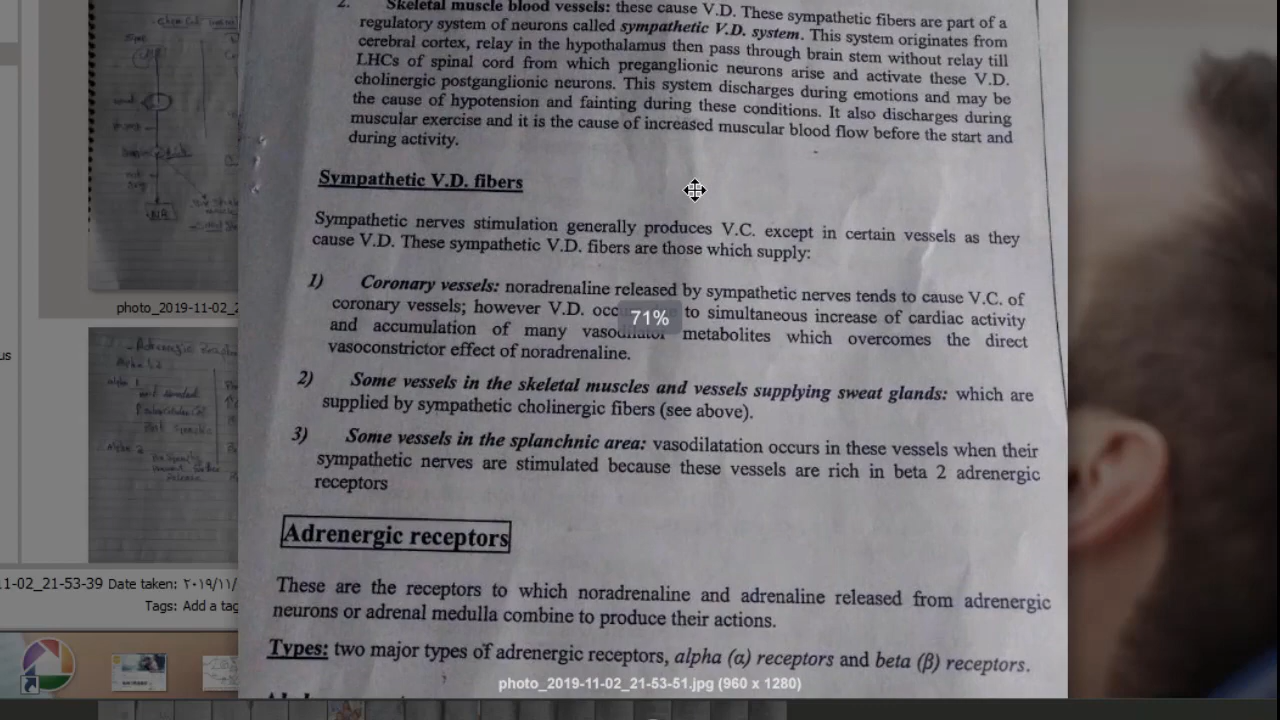 2. Skeletal muscle blood vessels: these cause V.D. These sympathetic fibers are part of a
regulatory system of neurons called sympathetic V.D. system. This system originates from
cerebral cortex, relay in the hypothalamus then pass through brain stem without relay till
LHCs of spinal cord from which preganglionic neurons arise and activate these V.D.
cholinergic postganglionic neurons. This system discharges during emotions and may be
the cause of hypotension and fainting during these conditions. It also discharges during
muscular exercise and it is the cause of increased muscular blood flow before the start and
during activity.
Sympathetic V.D. fibers
Sympathetic nerves stimulation generally produces V.C. except in certain vessels as they
cause V.D. These sympathetic V.D. fibers are those which supply:
1) Coronary vessels: noradrenaline released by sympathetic nerves tends to cause V.C. of
coronary vessels; however V.D. to simultaneous increase of cardiac activity
and accumulation of many vasodilator metabolites which overcomes the direct
vasoconstrictor effect of noradrenaline.
71%
2) Some vessels in the skeletal muscles and vessels supplying sweat glands: which are
supplied by sympathetic cholinergic fibers (see above).
3) Some vessels in the splanchnic area: vasodilatation occurs in these vessels when their
sympathetic nerves are stimulated because these vessels are rich in beta 2 adrenergic
receptors
Adrenergic receptors
These are the receptors to which noradrenaline and adrenaline released from adrenergic
neurons or adrenal medulla combine to produce their actions.
Types: two major types of adrenergic receptors, alpha (α) receptors and beta (β) receptors.
photo_2019-11-02_21-53-51.jpg (960 x 1280)
photo_2019-11-02_2
11-02_21-53-39 Date taken: ٢٠١٩/١١/
Tags: Add a tag